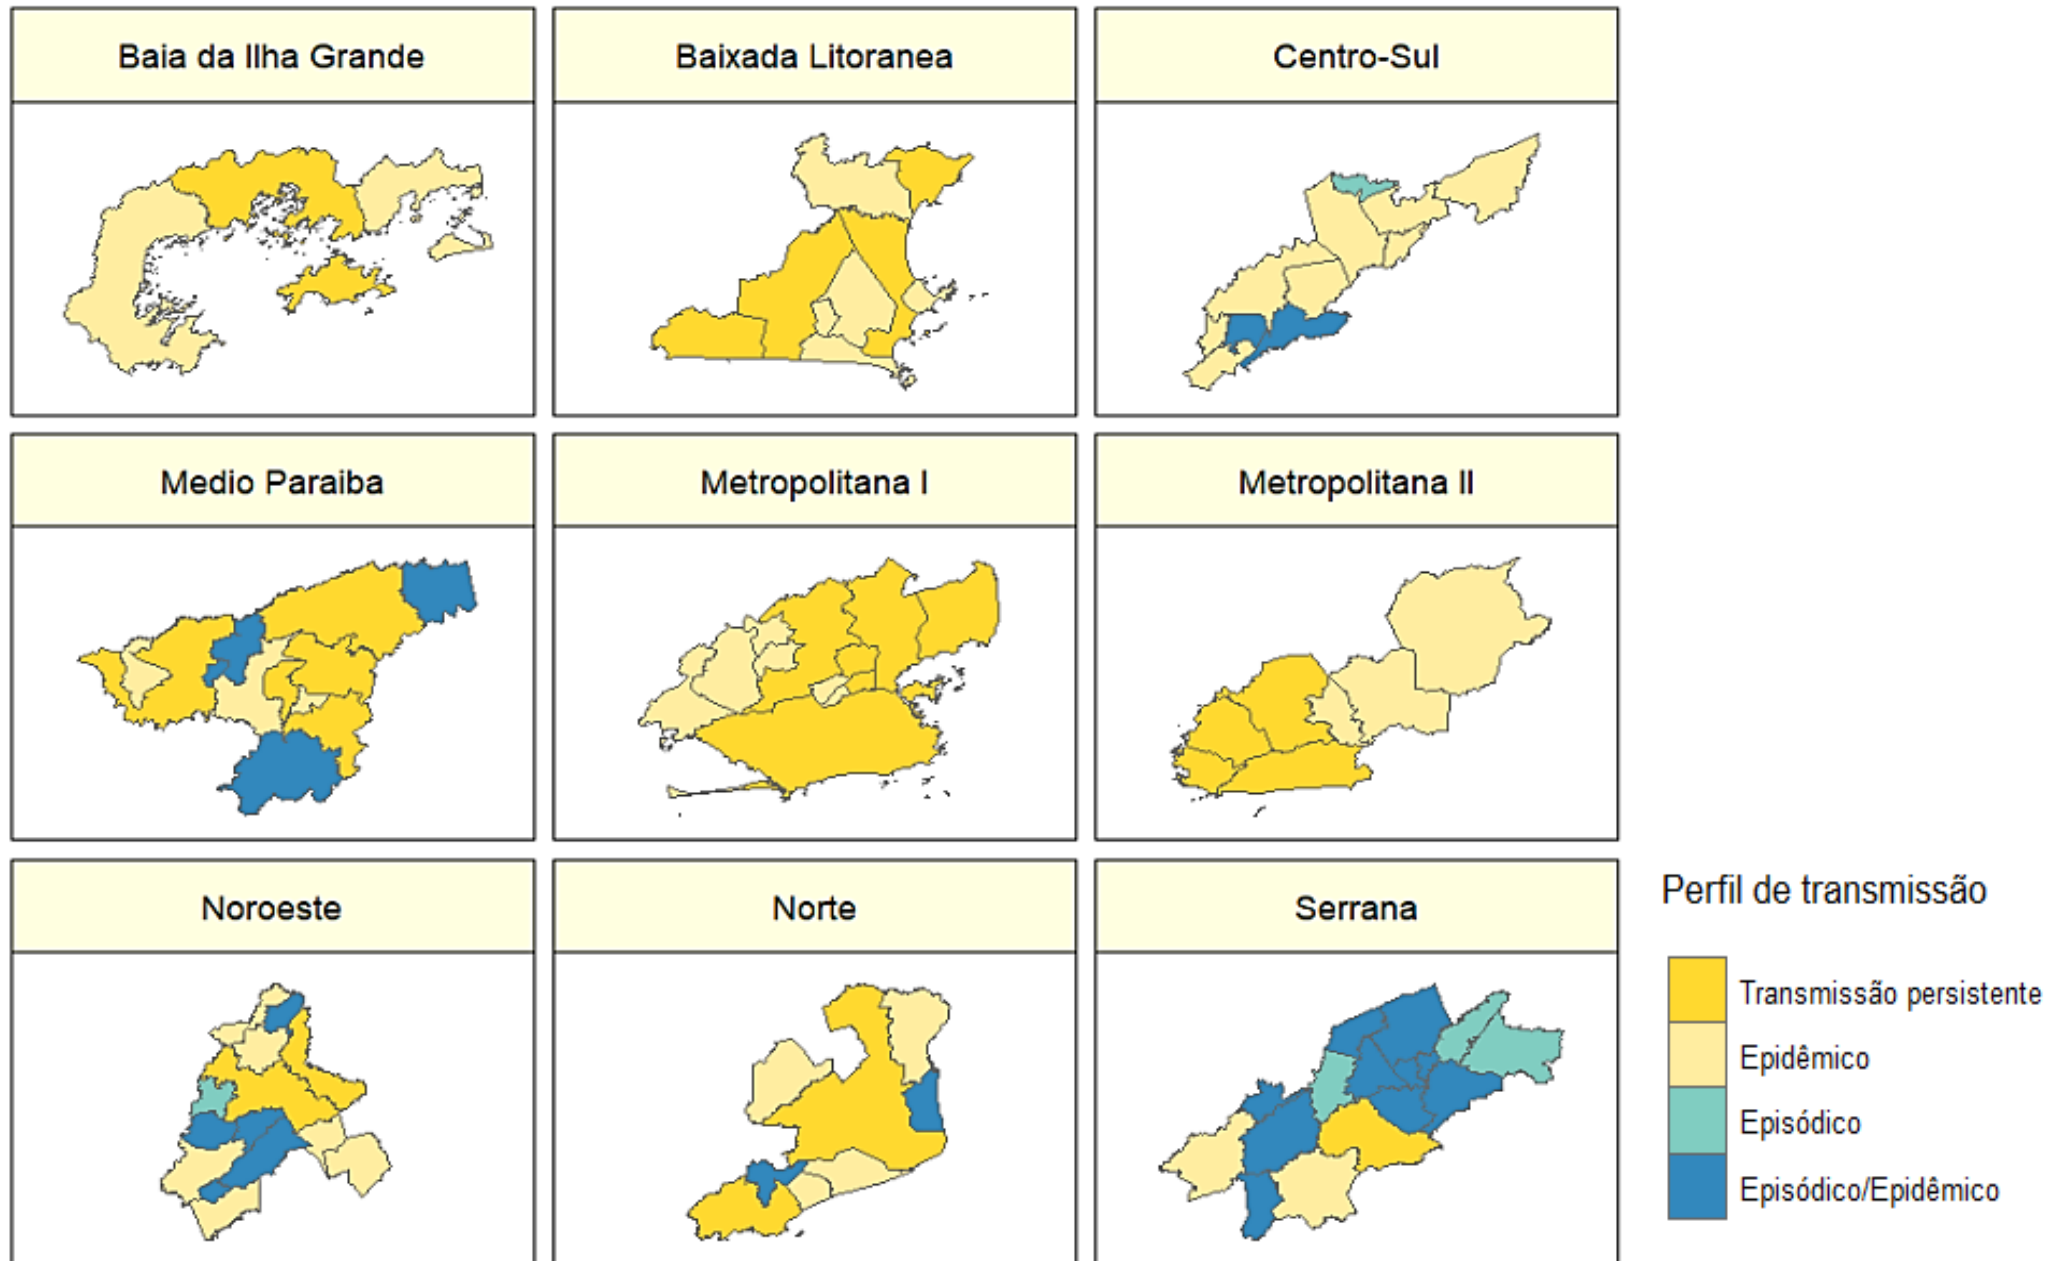 Baia da Ilha Grande
Baixada Litoranea
Centro-Sul
Medio Paraiba
Metropolitana I
Metropolitana II
Noroeste
Norte
Serrana
Perfil de transmissão
Transmissão persistente
Epidêmico
Episódico
Episódico/Epidêmico